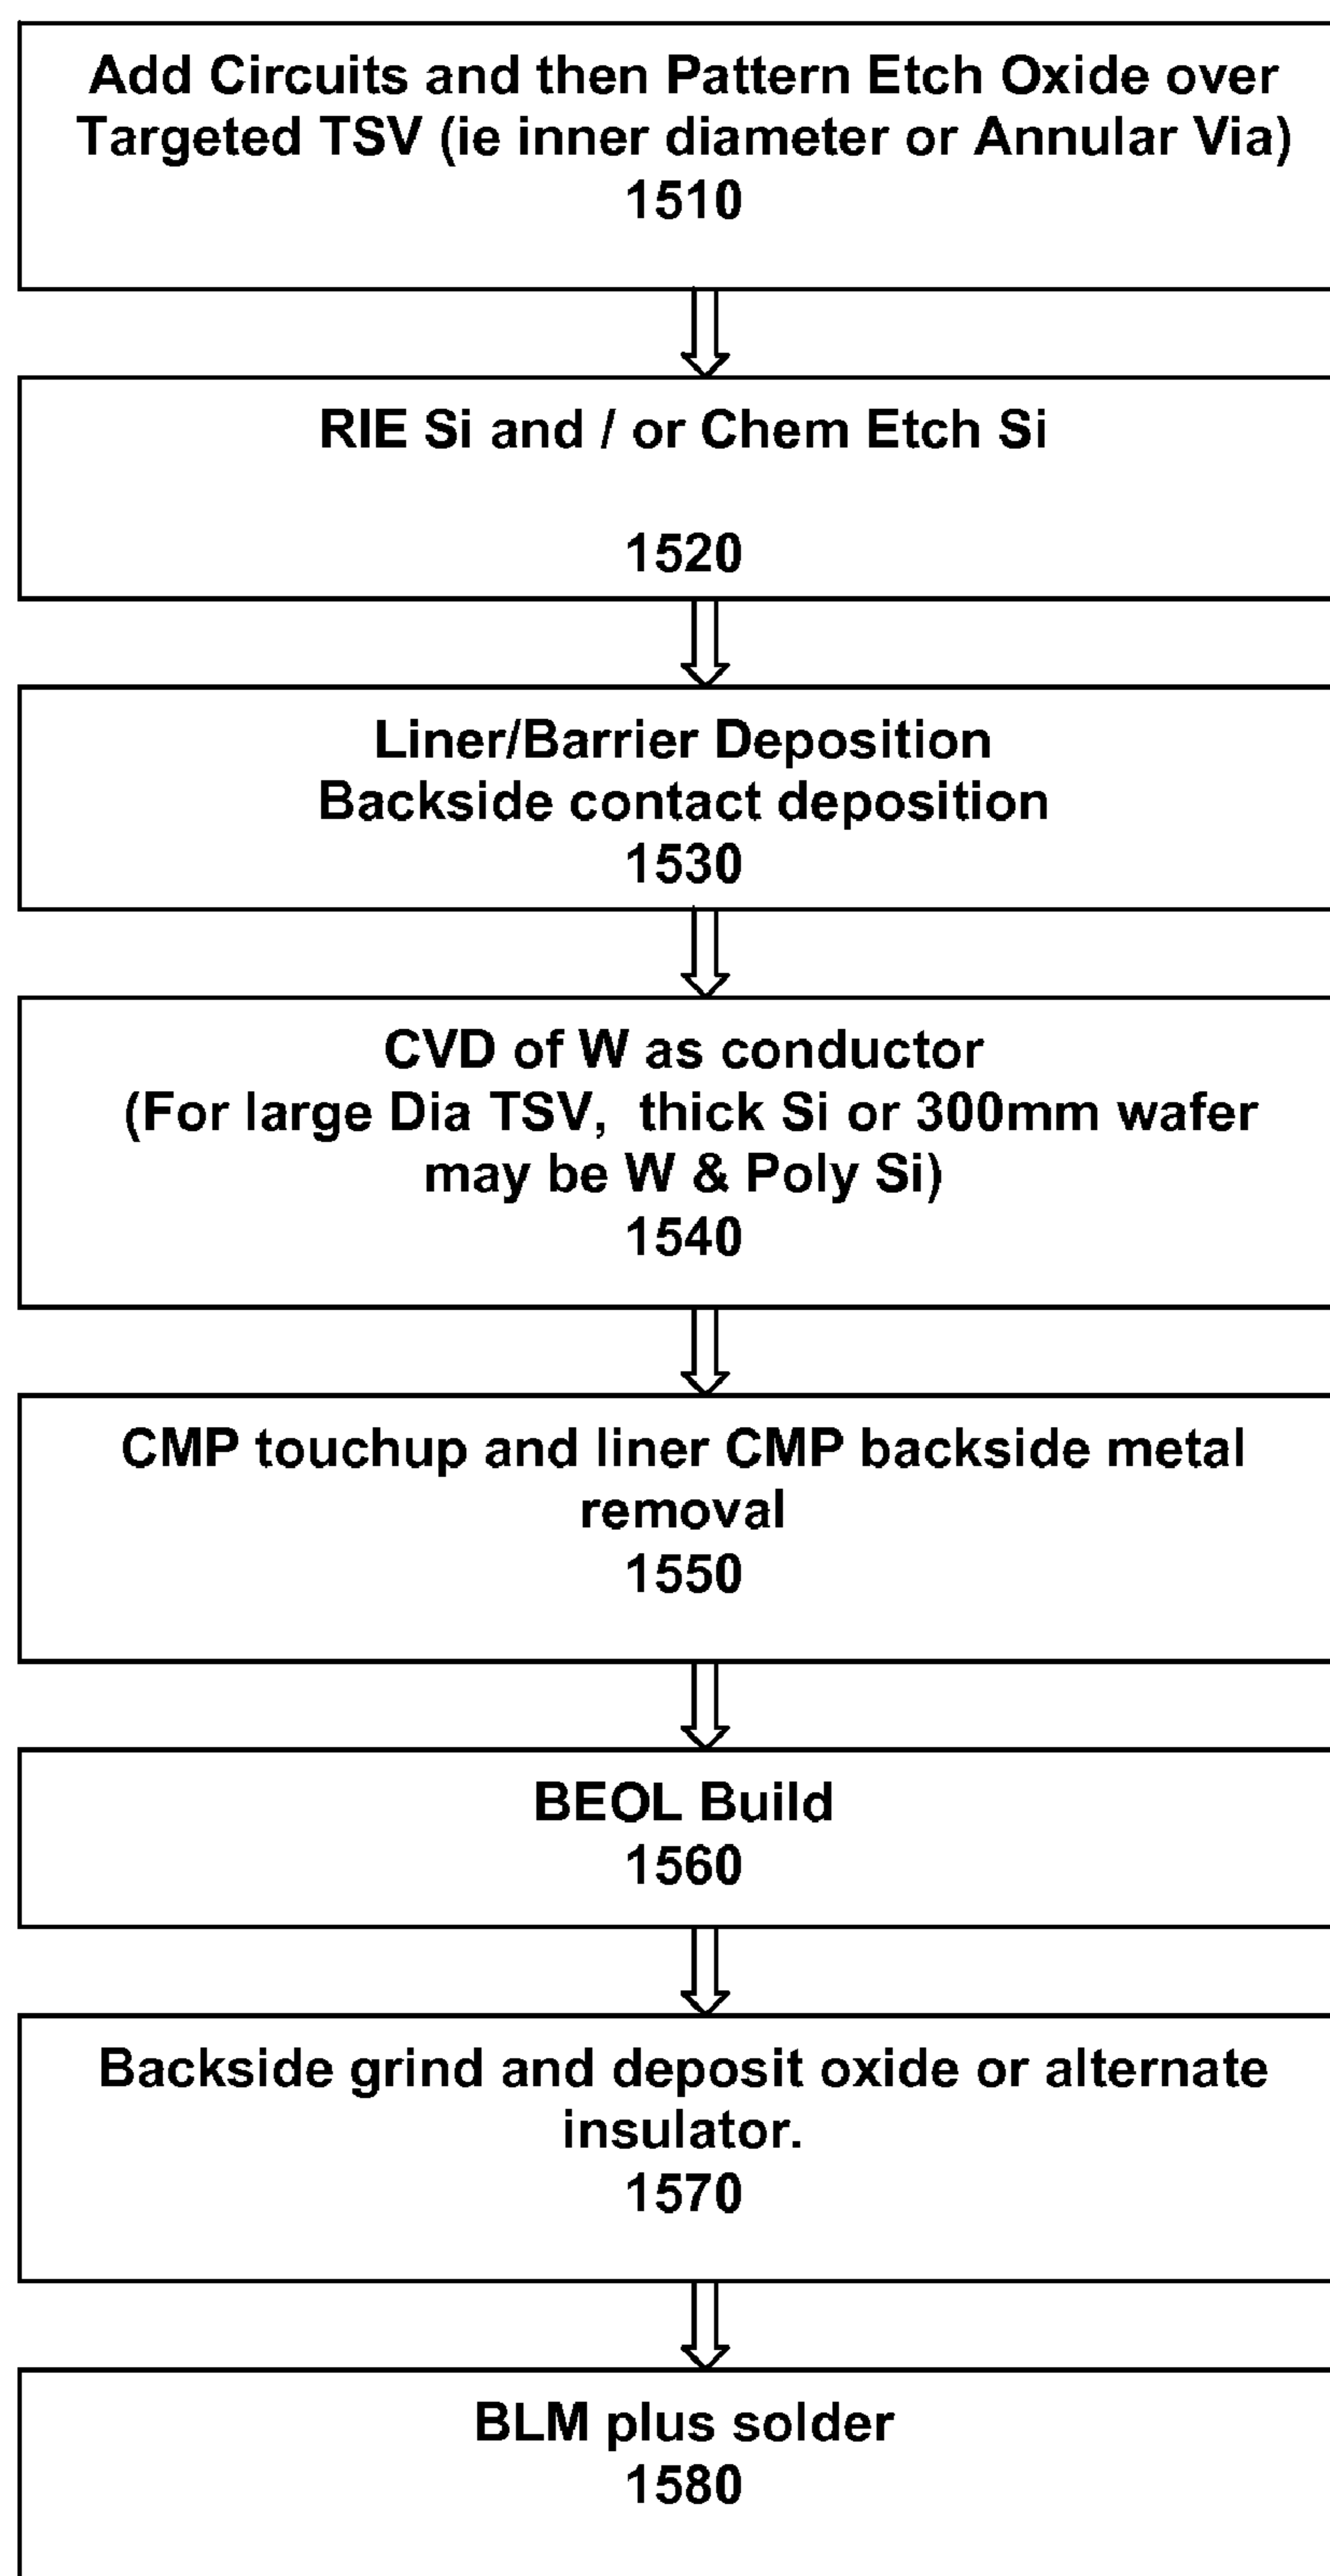 Add Circuits and then Pattern Etch Oxide over
Targeted TSV (ie inner diameter or Annular Via)
1510
RIE Si and / or Chem Etch Si
1520
Liner/Barrier Deposition
Backside contact deposition
1530
CVD of W as conductor
(For large Dia TSV, thick Si or 300mm wafer
may be W & Poly Si)
1540
CMP touchup and liner CMP backside metal
removal
1550
BEOL Build
1560
Backside grind and deposit oxide or alternate
insulator.
1570
BLM plus solder
1580